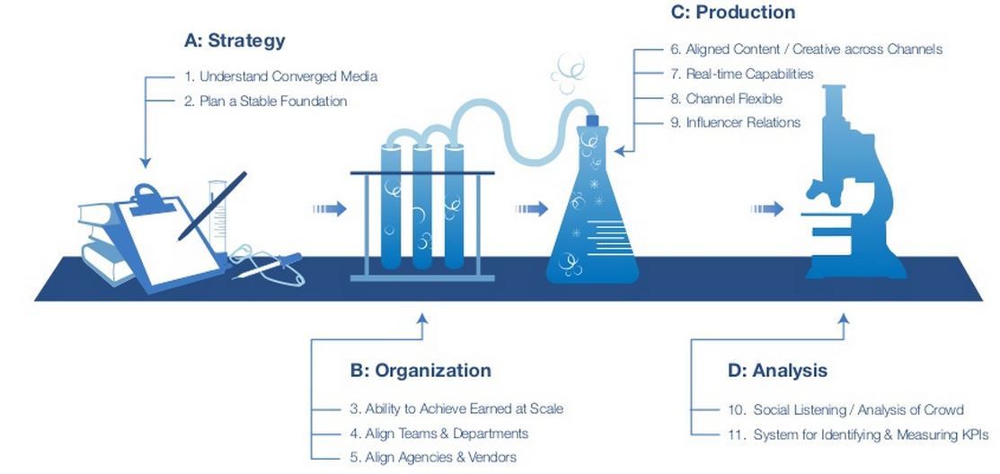 A: Strategy
1. Understand Converged Media
2. Plan a Stable Foundation
B: Organization
3. Ability to Achieve Earned at Scale
4. Align Teams & Departments
5. Align Agencies & Vendors
C: Production
6. Aligned Content / Creative across Channels
7. Real-time Capabilities
8. Channel Flexible
9. Influencer Relations
D: Analysis
10. Social Listening / Analysis of Crowd
11. System for Identifying & Measuring KPIs